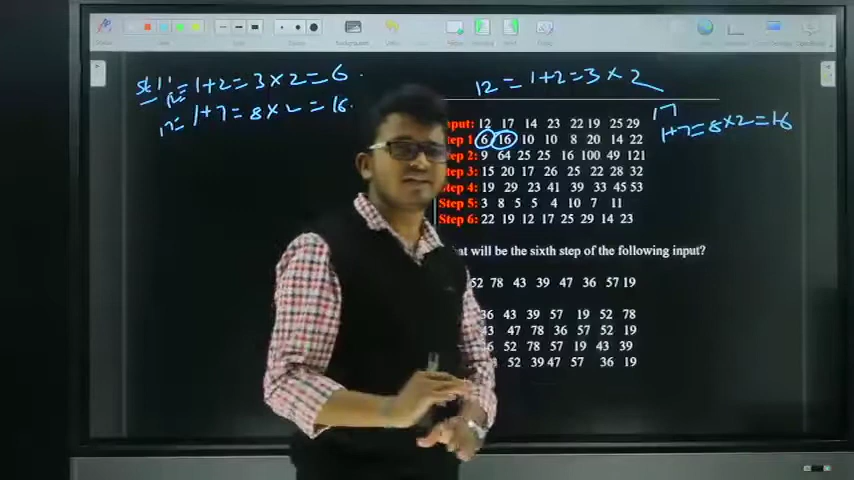 st 1: 12 = 1+2 = 3×2 = 6
17 = 1+7 = 8×2 = 16
12 = 1+2 = 3×2
17
1+7 = 8×2 = 16
nput: 12 17 14 23 22 19 25 29
tep 1 6 16 10 10 8 20 14 22
Step 2: 9 64 25 25 16 100 49 121
Step 3: 15 20 17 26 25 22 28 32
Step 4: 19 29 23 41 39 33 45 53
Step 5: 3 8 5 5 4 10 7 11
Step 6: 22 19 12 17 25 29 14 23
at will be the sixth step of the following input?
52 78 43 39 47 36 57 19
36 43 39 57 19 52 78
43 47 78 36 57 52 19
52 78 57 19 43 39
52 39 47 57 36 19